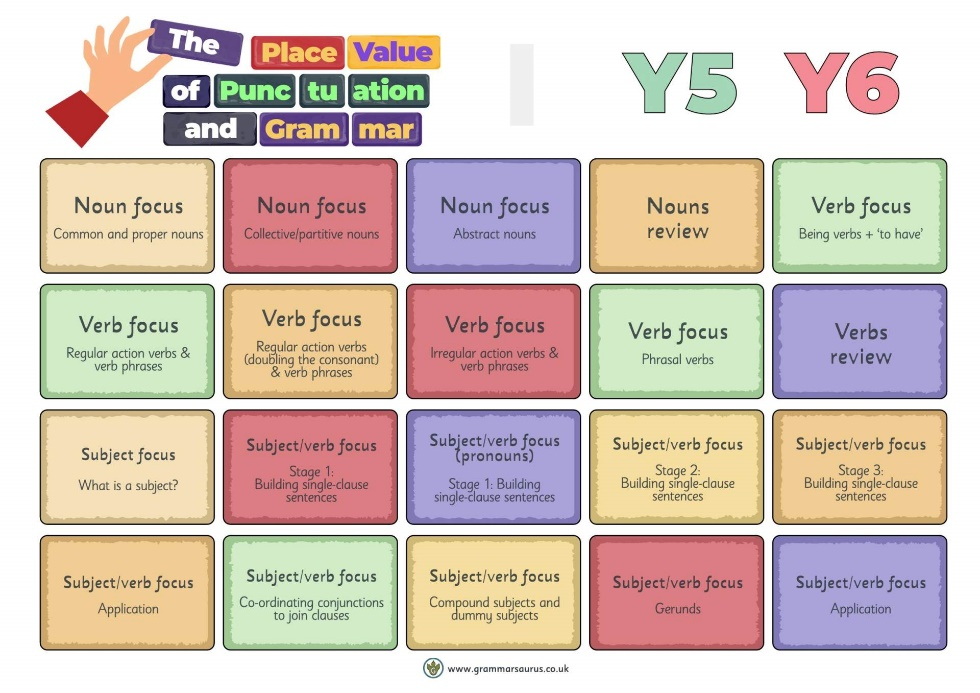 The Place Value
of Punc tu ation
and Gram mar
Y5 Y6
Noun focus
Common and proper nouns
Noun focus
Collective/partitive nouns
Noun focus
Abstract nouns
Nouns
review
Verb focus
Being verbs + ‘to have’
Verb focus
Regular action verbs &
verb phrases
Verb focus
Regular action verbs
(doubling the consonant)
& verb phrases
Verb focus
Irregular action verbs &
verb phrases
Verb focus
Phrasal verbs
Verbs
review
Subject focus
What is a subject?
Subject/verb focus
Stage 1:
Building single-clause
sentences
Subject/verb focus
(pronouns)
Stage 1: Building
single-clause sentences
Subject/verb focus
Stage 2:
Building single-clause
sentences
Subject/verb focus
Stage 3:
Building single-clause
sentences
Subject/verb focus
Application
Subject/verb focus
Co-ordinating conjunctions
to join clauses
Subject/verb focus
Compound subjects and
dummy subjects
Subject/verb focus
Gerunds
Subject/verb focus
Application
www.grammarsaurus.co.uk